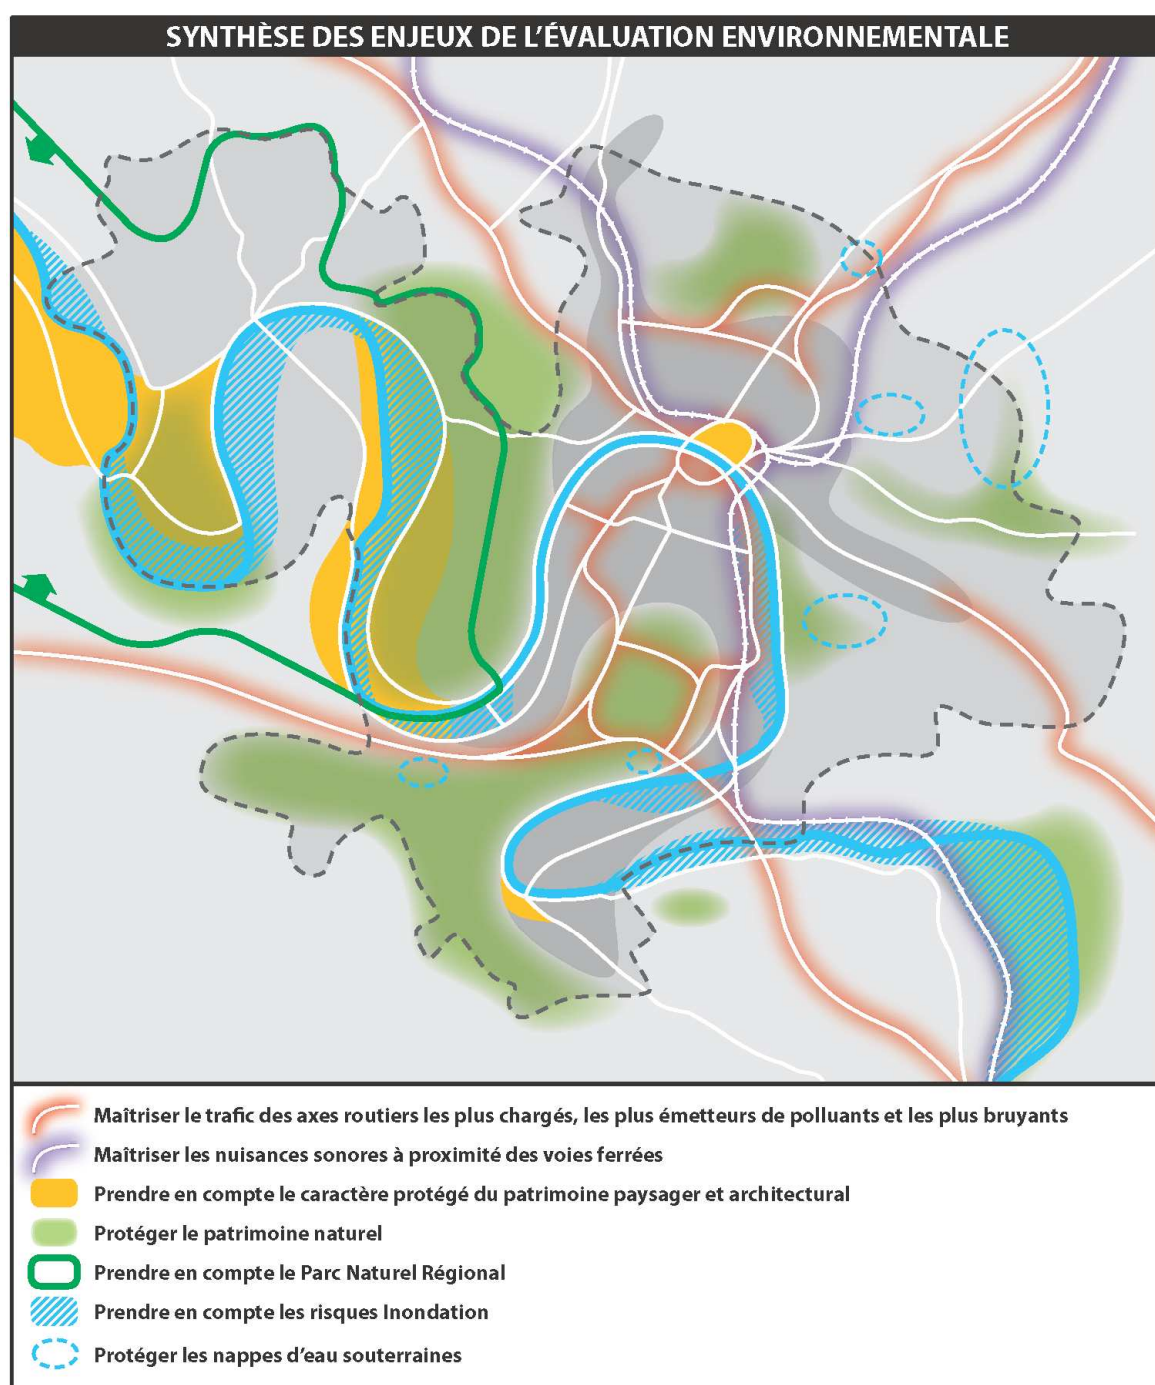 SYNTHÈSE DES ENJEUX DE L'ÉVALUATION ENVIRONNEMENTALE
Maîtriser le trafic des axes routiers les plus chargés, les plus émetteurs de polluants et les plus bruyants
Maîtriser les nuisances sonores à proximité des voies ferrées
Prendre en compte le caractère protégé du patrimoine paysager et architectural
Protéger le patrimoine naturel
Prendre en compte le Parc Naturel Régional
Prendre en compte les risques Inondation
Protéger les nappes d'eau souterraines